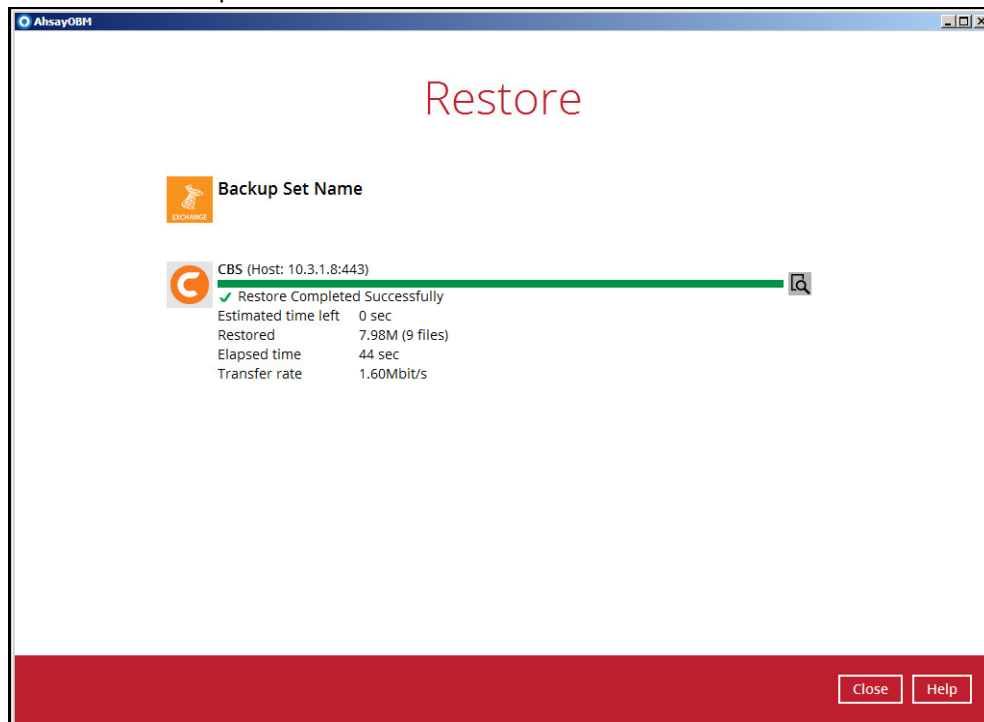 AhsayOBM
Restore
EXCHANGE
Backup Set Name
CBS (Host: 10.3.1.8:443)
Restore Completed Successfully
Estimated time left 0 sec
Restored 7.98M (9 files)
Elapsed time 44 sec
Transfer rate 1.60Mbit/s
Close Help